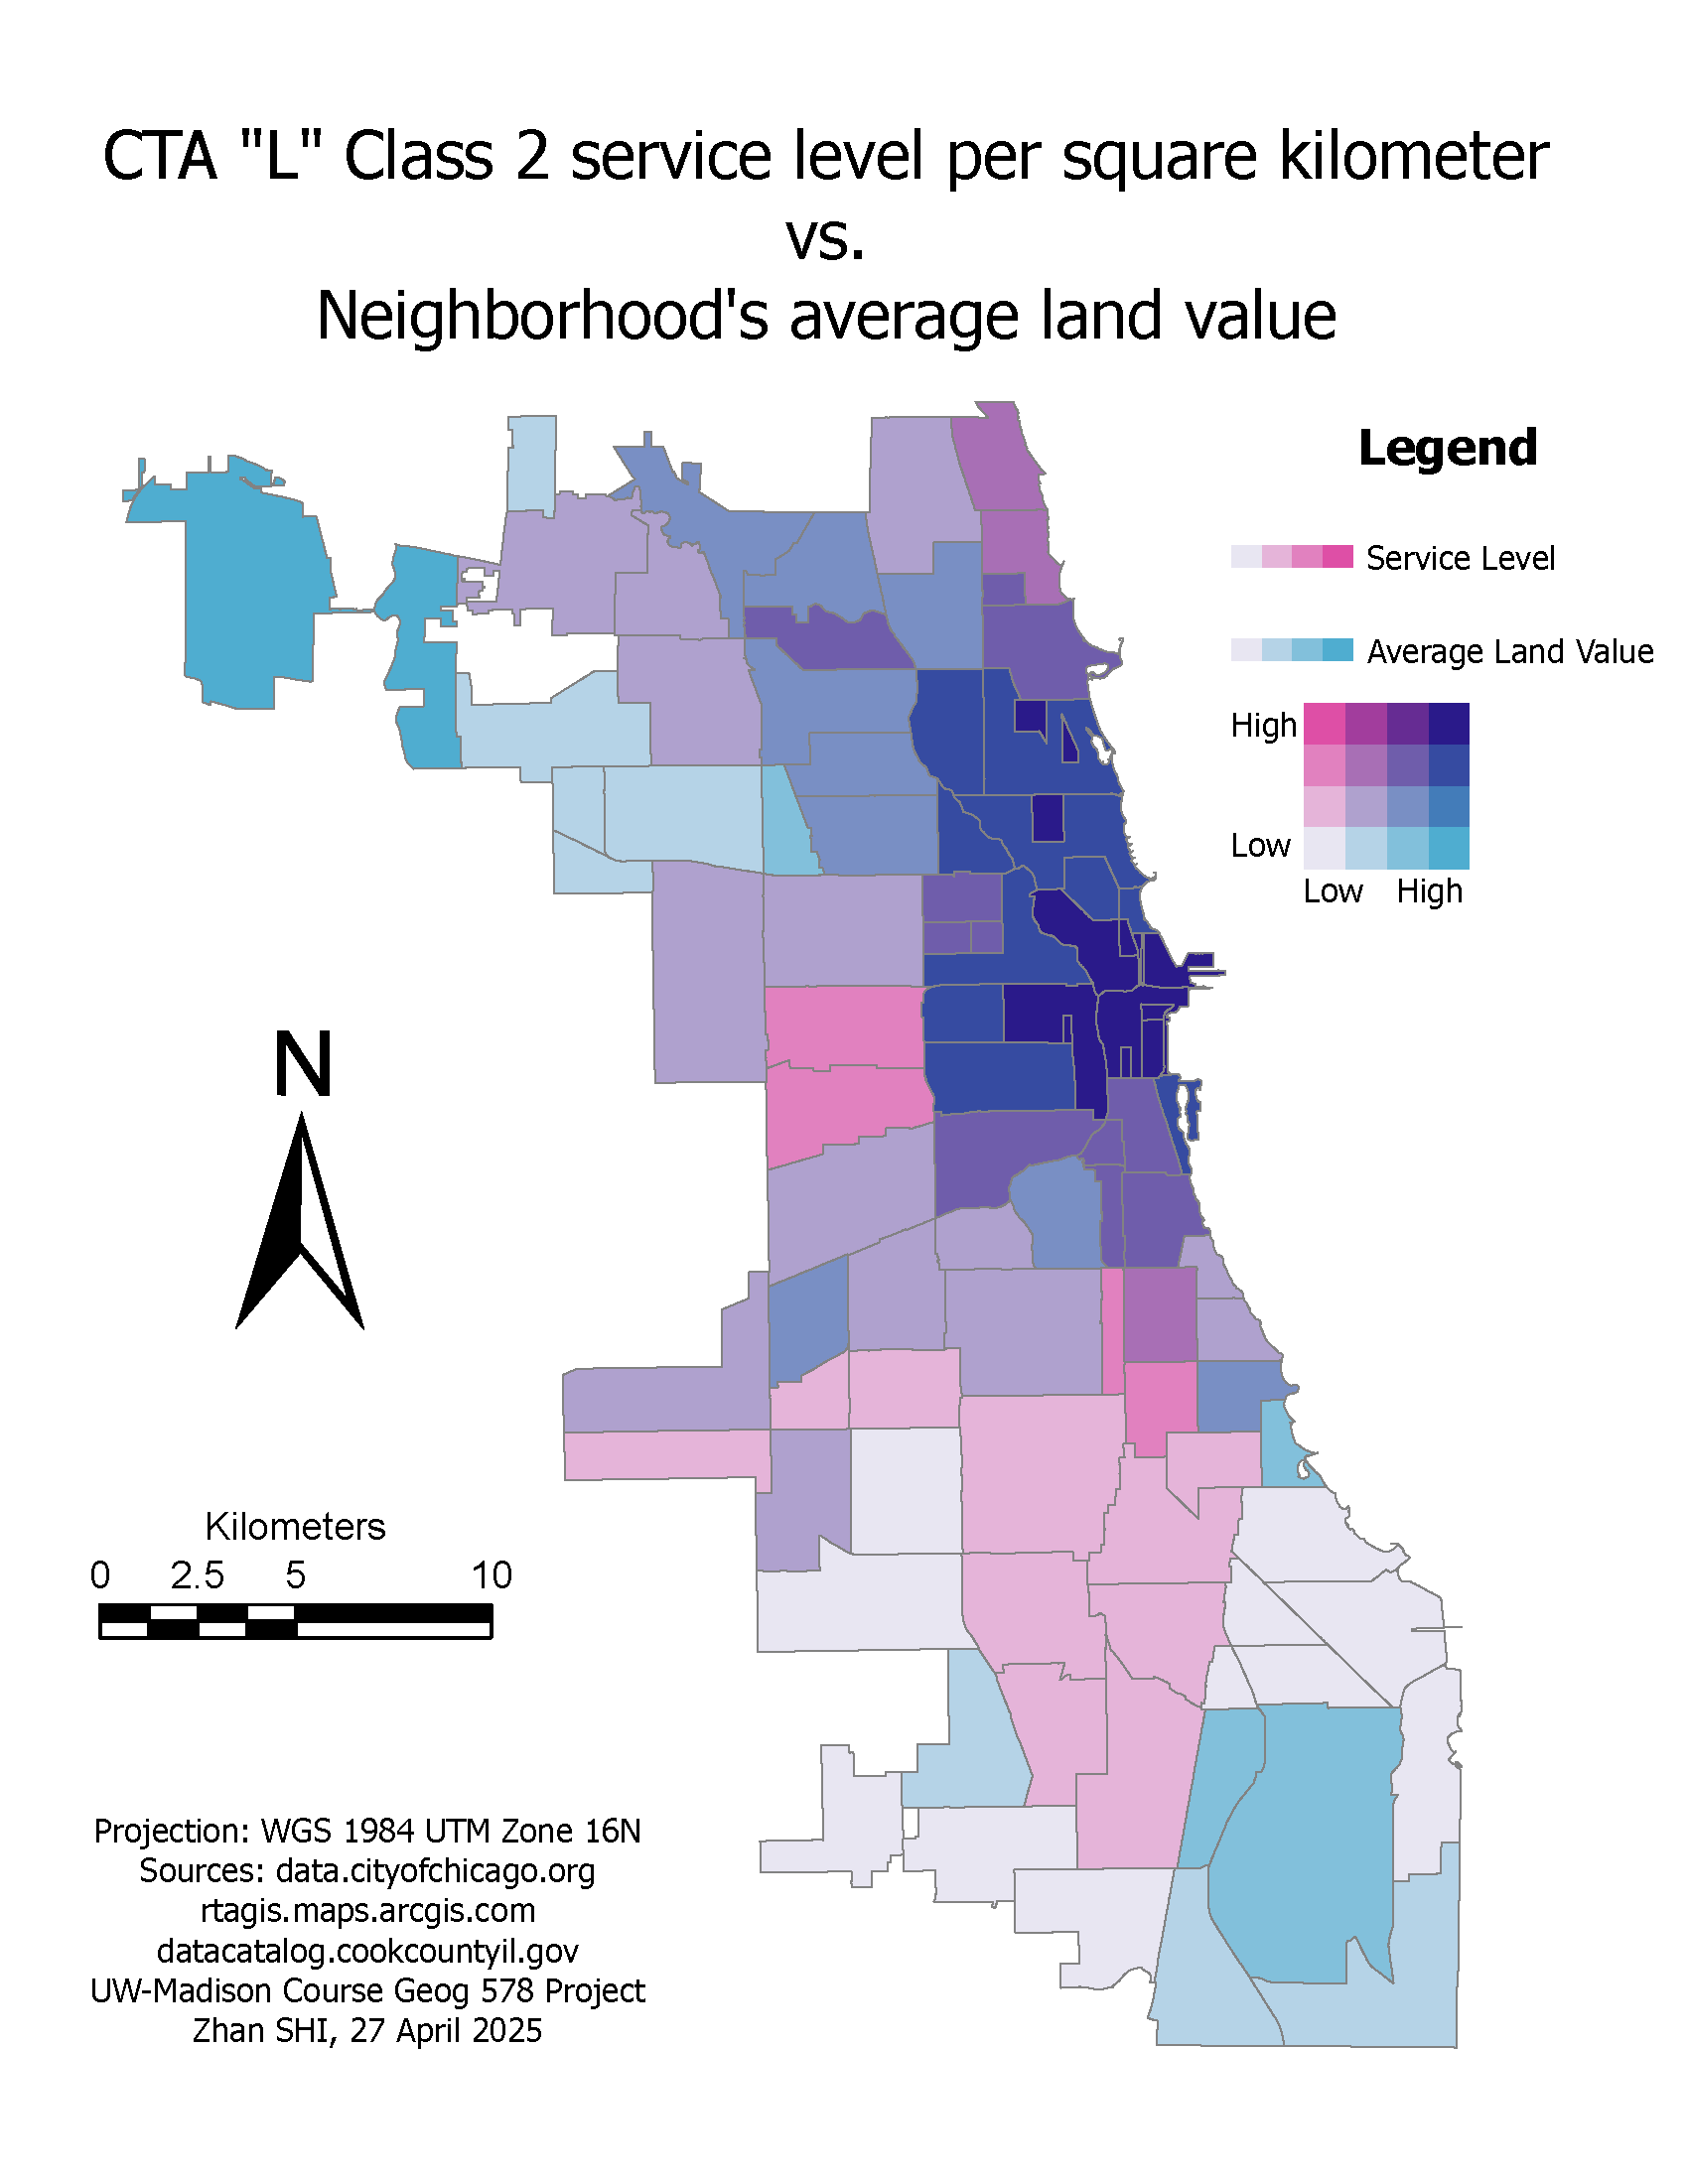 CTA "L" Class 2 service level per square kilometer
vs.
Neighborhood's average land value
Legend
Service Level
Average Land Value
High
Low
Low High
N
Kilometers
0 2.5 5 10
Projection: WGS 1984 UTM Zone 16N
Sources: data.cityofchicago.org
rtagis.maps.arcgis.com
datacatalog.cookcountyil.gov
UW-Madison Course Geog 578 Project
Zhan SHI, 27 April 2025